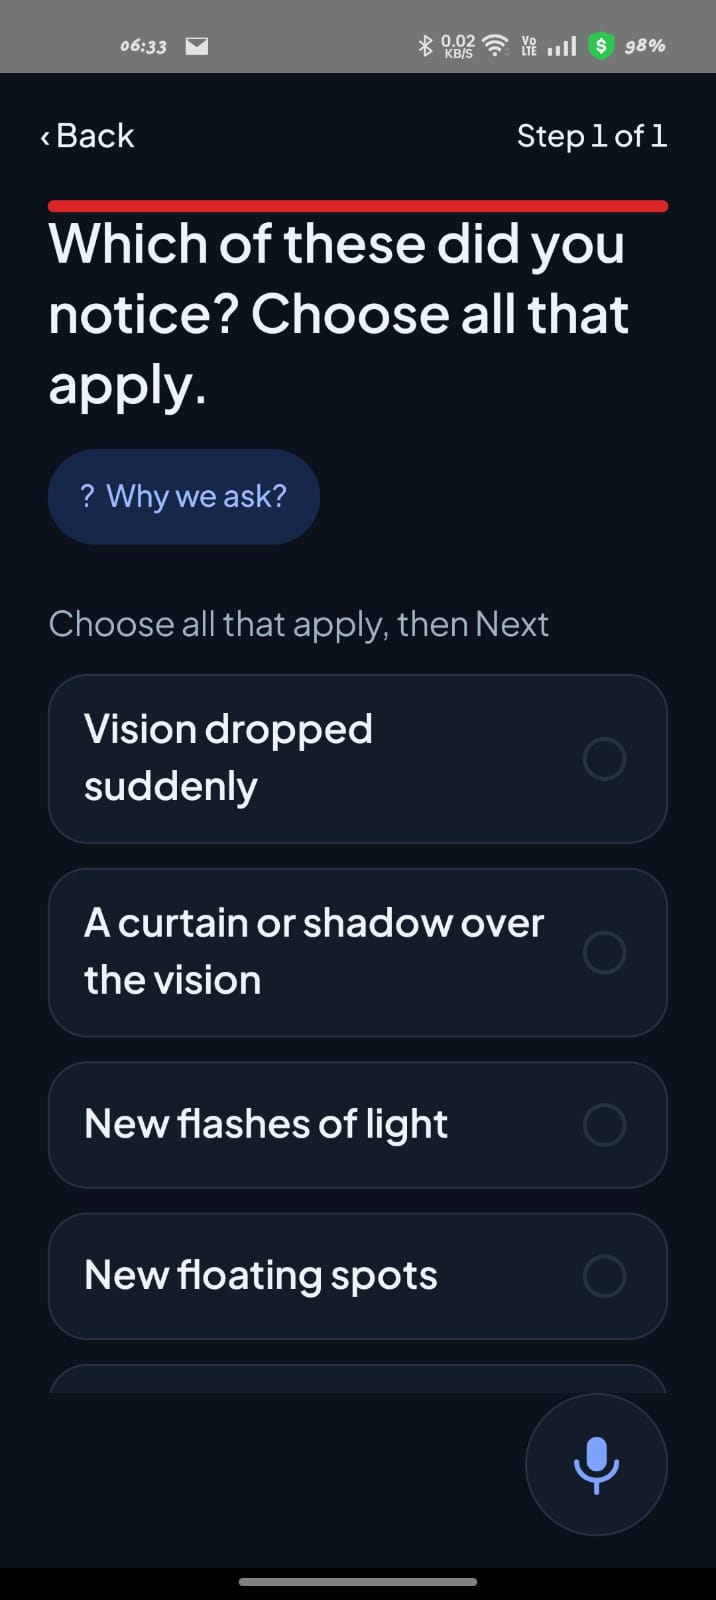 06:33
0.02 KB/S
Vo LTE
98%
‹ Back
Step 1 of 1
Which of these did you
notice? Choose all that
apply.
? Why we ask?
Choose all that apply, then Next
Vision dropped
suddenly
A curtain or shadow over
the vision
New flashes of light
New floating spots